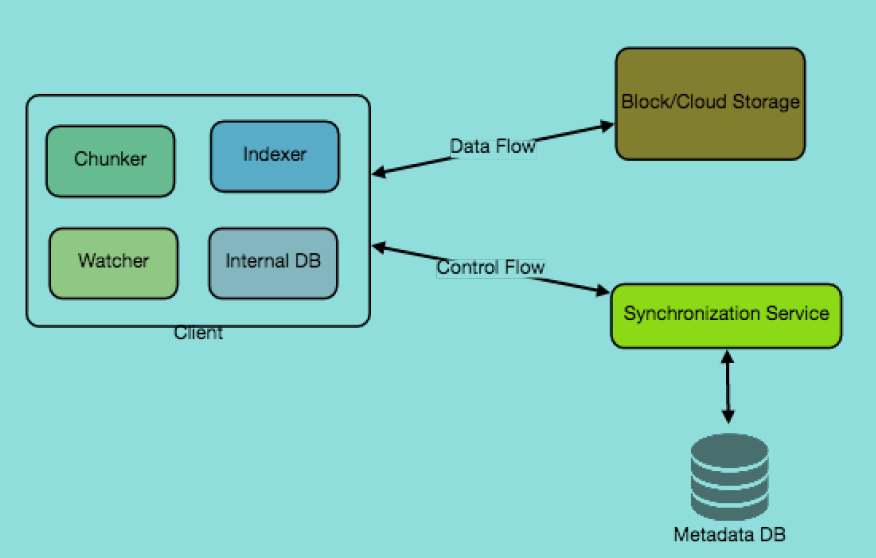 Block/Cloud Storage
Chunker
Indexer
Data Flow
Watcher
Internal DB
Control Flow
Client
Synchronization Service
Metadata DB